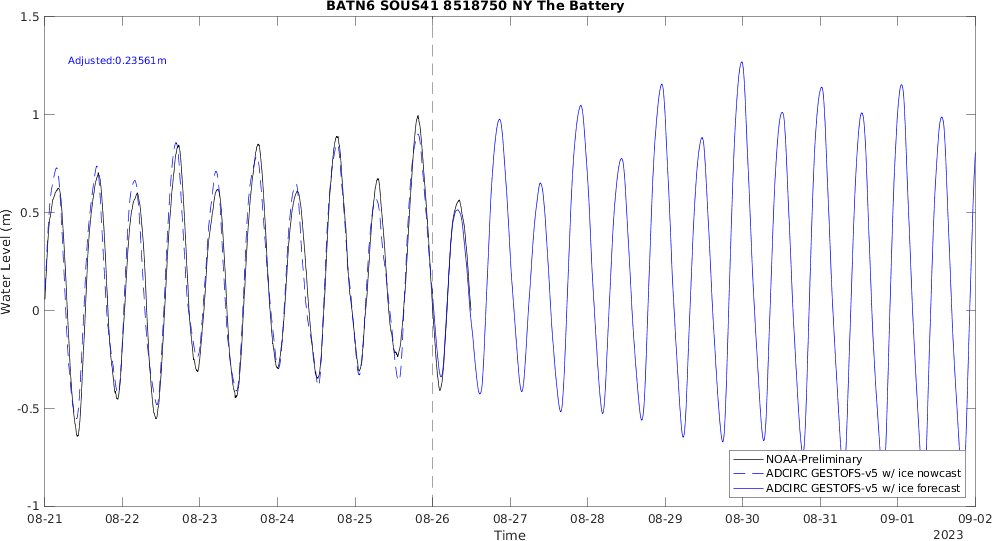 BATN6 SOUS41 8518750 NY The Battery
Adjusted:0.23561m
Water Level (m)
1.5
1
0.5
0
-0.5
-1
NOAA-Preliminary
ADCIRC GESTOFS-v5 w/ ice nowcast
ADCIRC GESTOFS-v5 w/ ice forecast
08-21 08-22 08-23 08-24 08-25 08-26 08-27 08-28 08-29 08-30 08-31 09-01 09-02
Time
2023